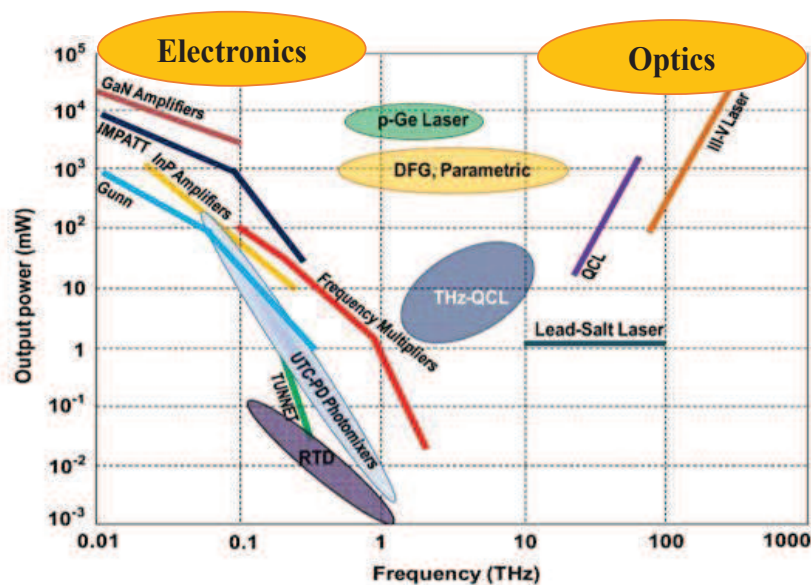 Electronics
Optics
10^5
10^4
10^3
10^2
10
1
10^-1
10^-2
10^-3
Output power (mW)
GaN Amplifiers
IMPATT
InP Amplifiers
Gunn
p-Ge Laser
DFG, Parametric
III-V Laser
QCL
THz-QCL
Frequency Multipliers
Lead-Salt Laser
TUNNET
UTC-PD Photomixers
RTD
0.01
0.1
1
10
100
1000
Frequency (THz)